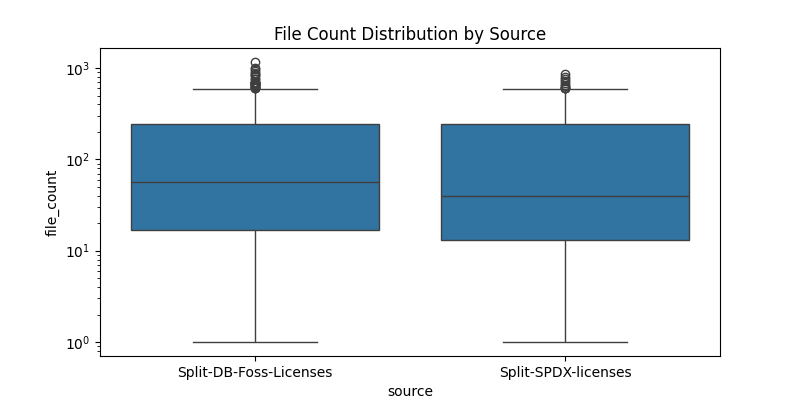 File Count Distribution by Source
10³
10²
10¹
10⁰
file_count
Split-DB-Foss-Licenses
Split-SPDX-licenses
source